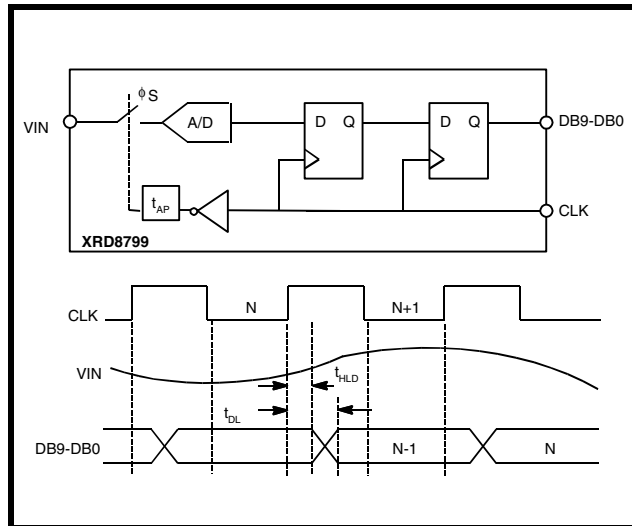 ϕS
VIN
A/D
D Q
D Q
DB9-DB0
tAP
CLK
XRD8799
CLK
N
N+1
VIN
tHLD
tDL
DB9-DB0
N-1
N